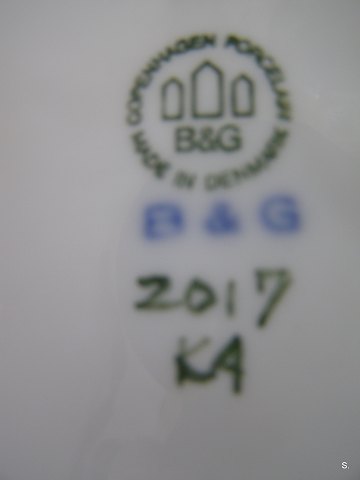 COPENHAGEN PORCELAIN
B&G
MADE IN DENMARK
B & G
2017
KA
S.